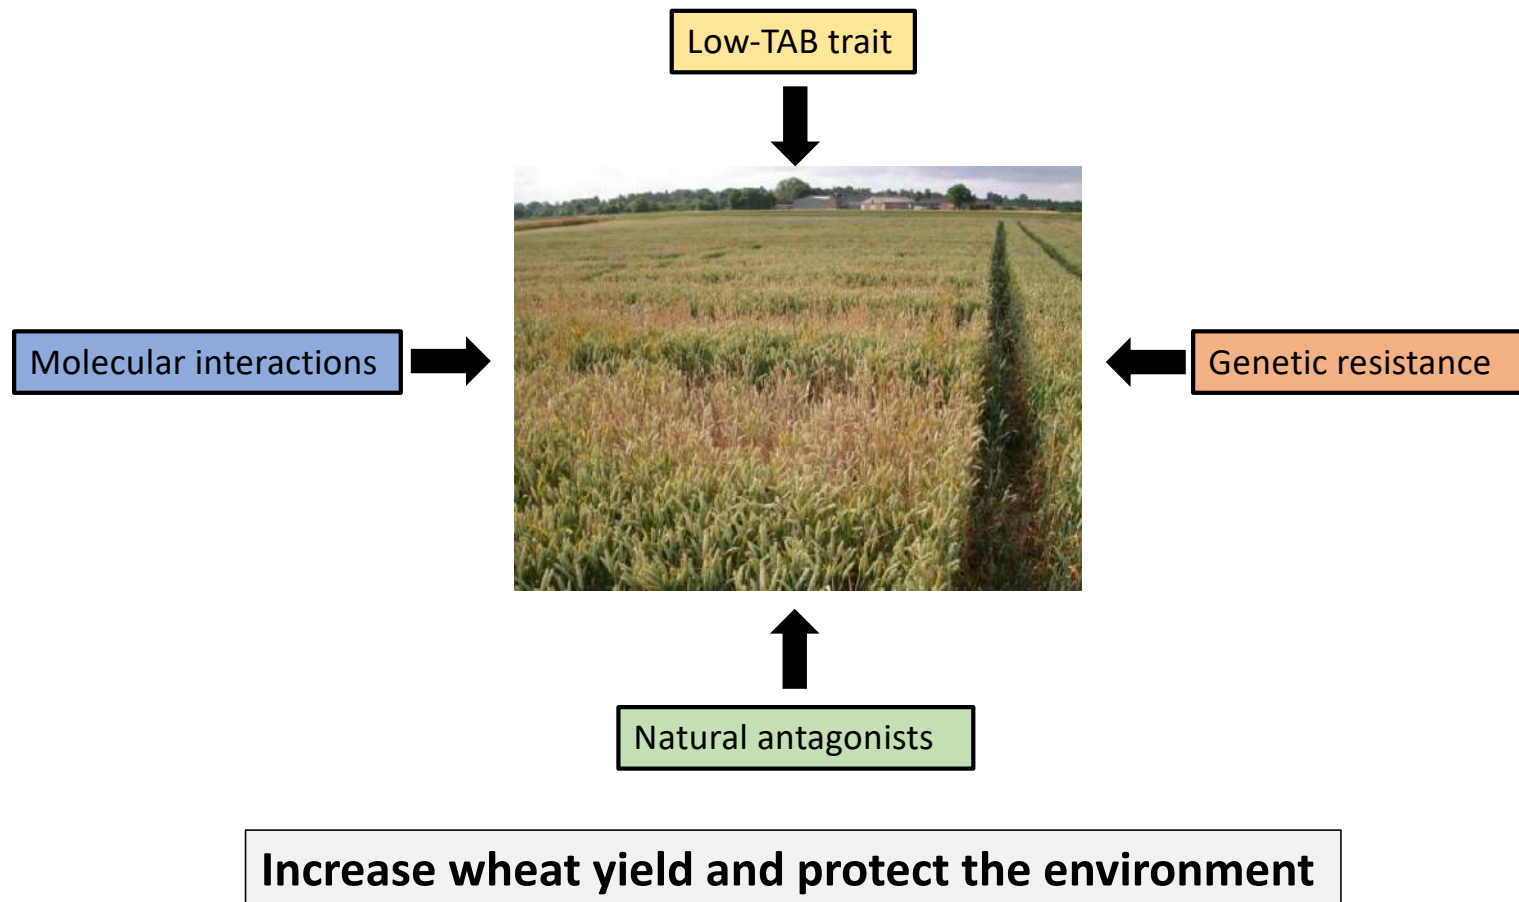 Low-TAB trait
Molecular interactions
Genetic resistance
Natural antagonists
Increase wheat yield and protect the environment